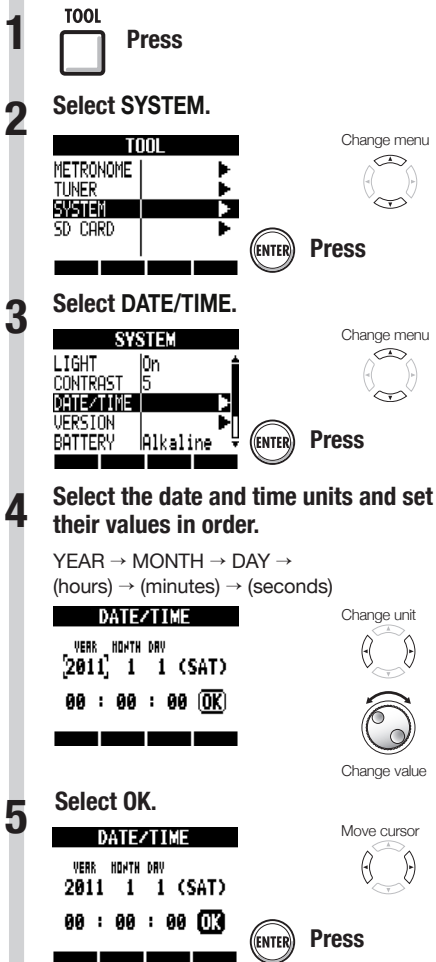 TOOL
1 Press
2 Select SYSTEM.
TOOL
METRONOME
TUNER
SYSTEM
SD CARD
Change menu
ENTER Press
3 Select DATE/TIME.
SYSTEM
LIGHT On
CONTRAST 5
DATE/TIME
VERSION
BATTERY Alkaline
Change menu
ENTER Press
4 Select the date and time units and set
their values in order.
YEAR → MONTH → DAY →
(hours) → (minutes) → (seconds)
DATE/TIME
YEAR MONTH DAY
2011 1 1 (SAT)
00 : 00 : 00 OK
Change unit
Change value
5 Select OK.
DATE/TIME
YEAR MONTH DAY
2011 1 1 (SAT)
00 : 00 : 00 OK
Move cursor
ENTER Press